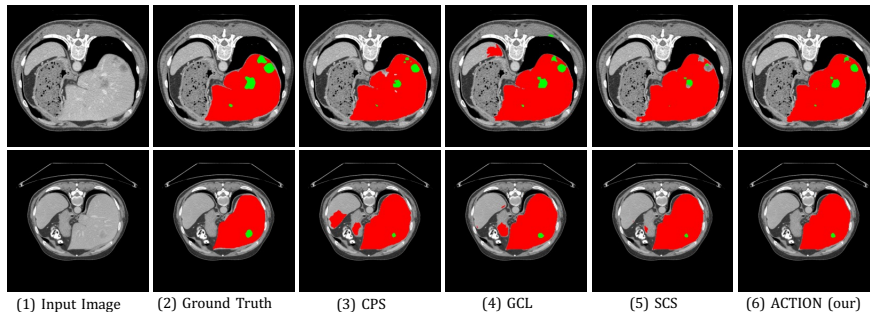 (1) Input Image (2) Ground Truth (3) CPS (4) GCL (5) SCS (6) ACTION (our)